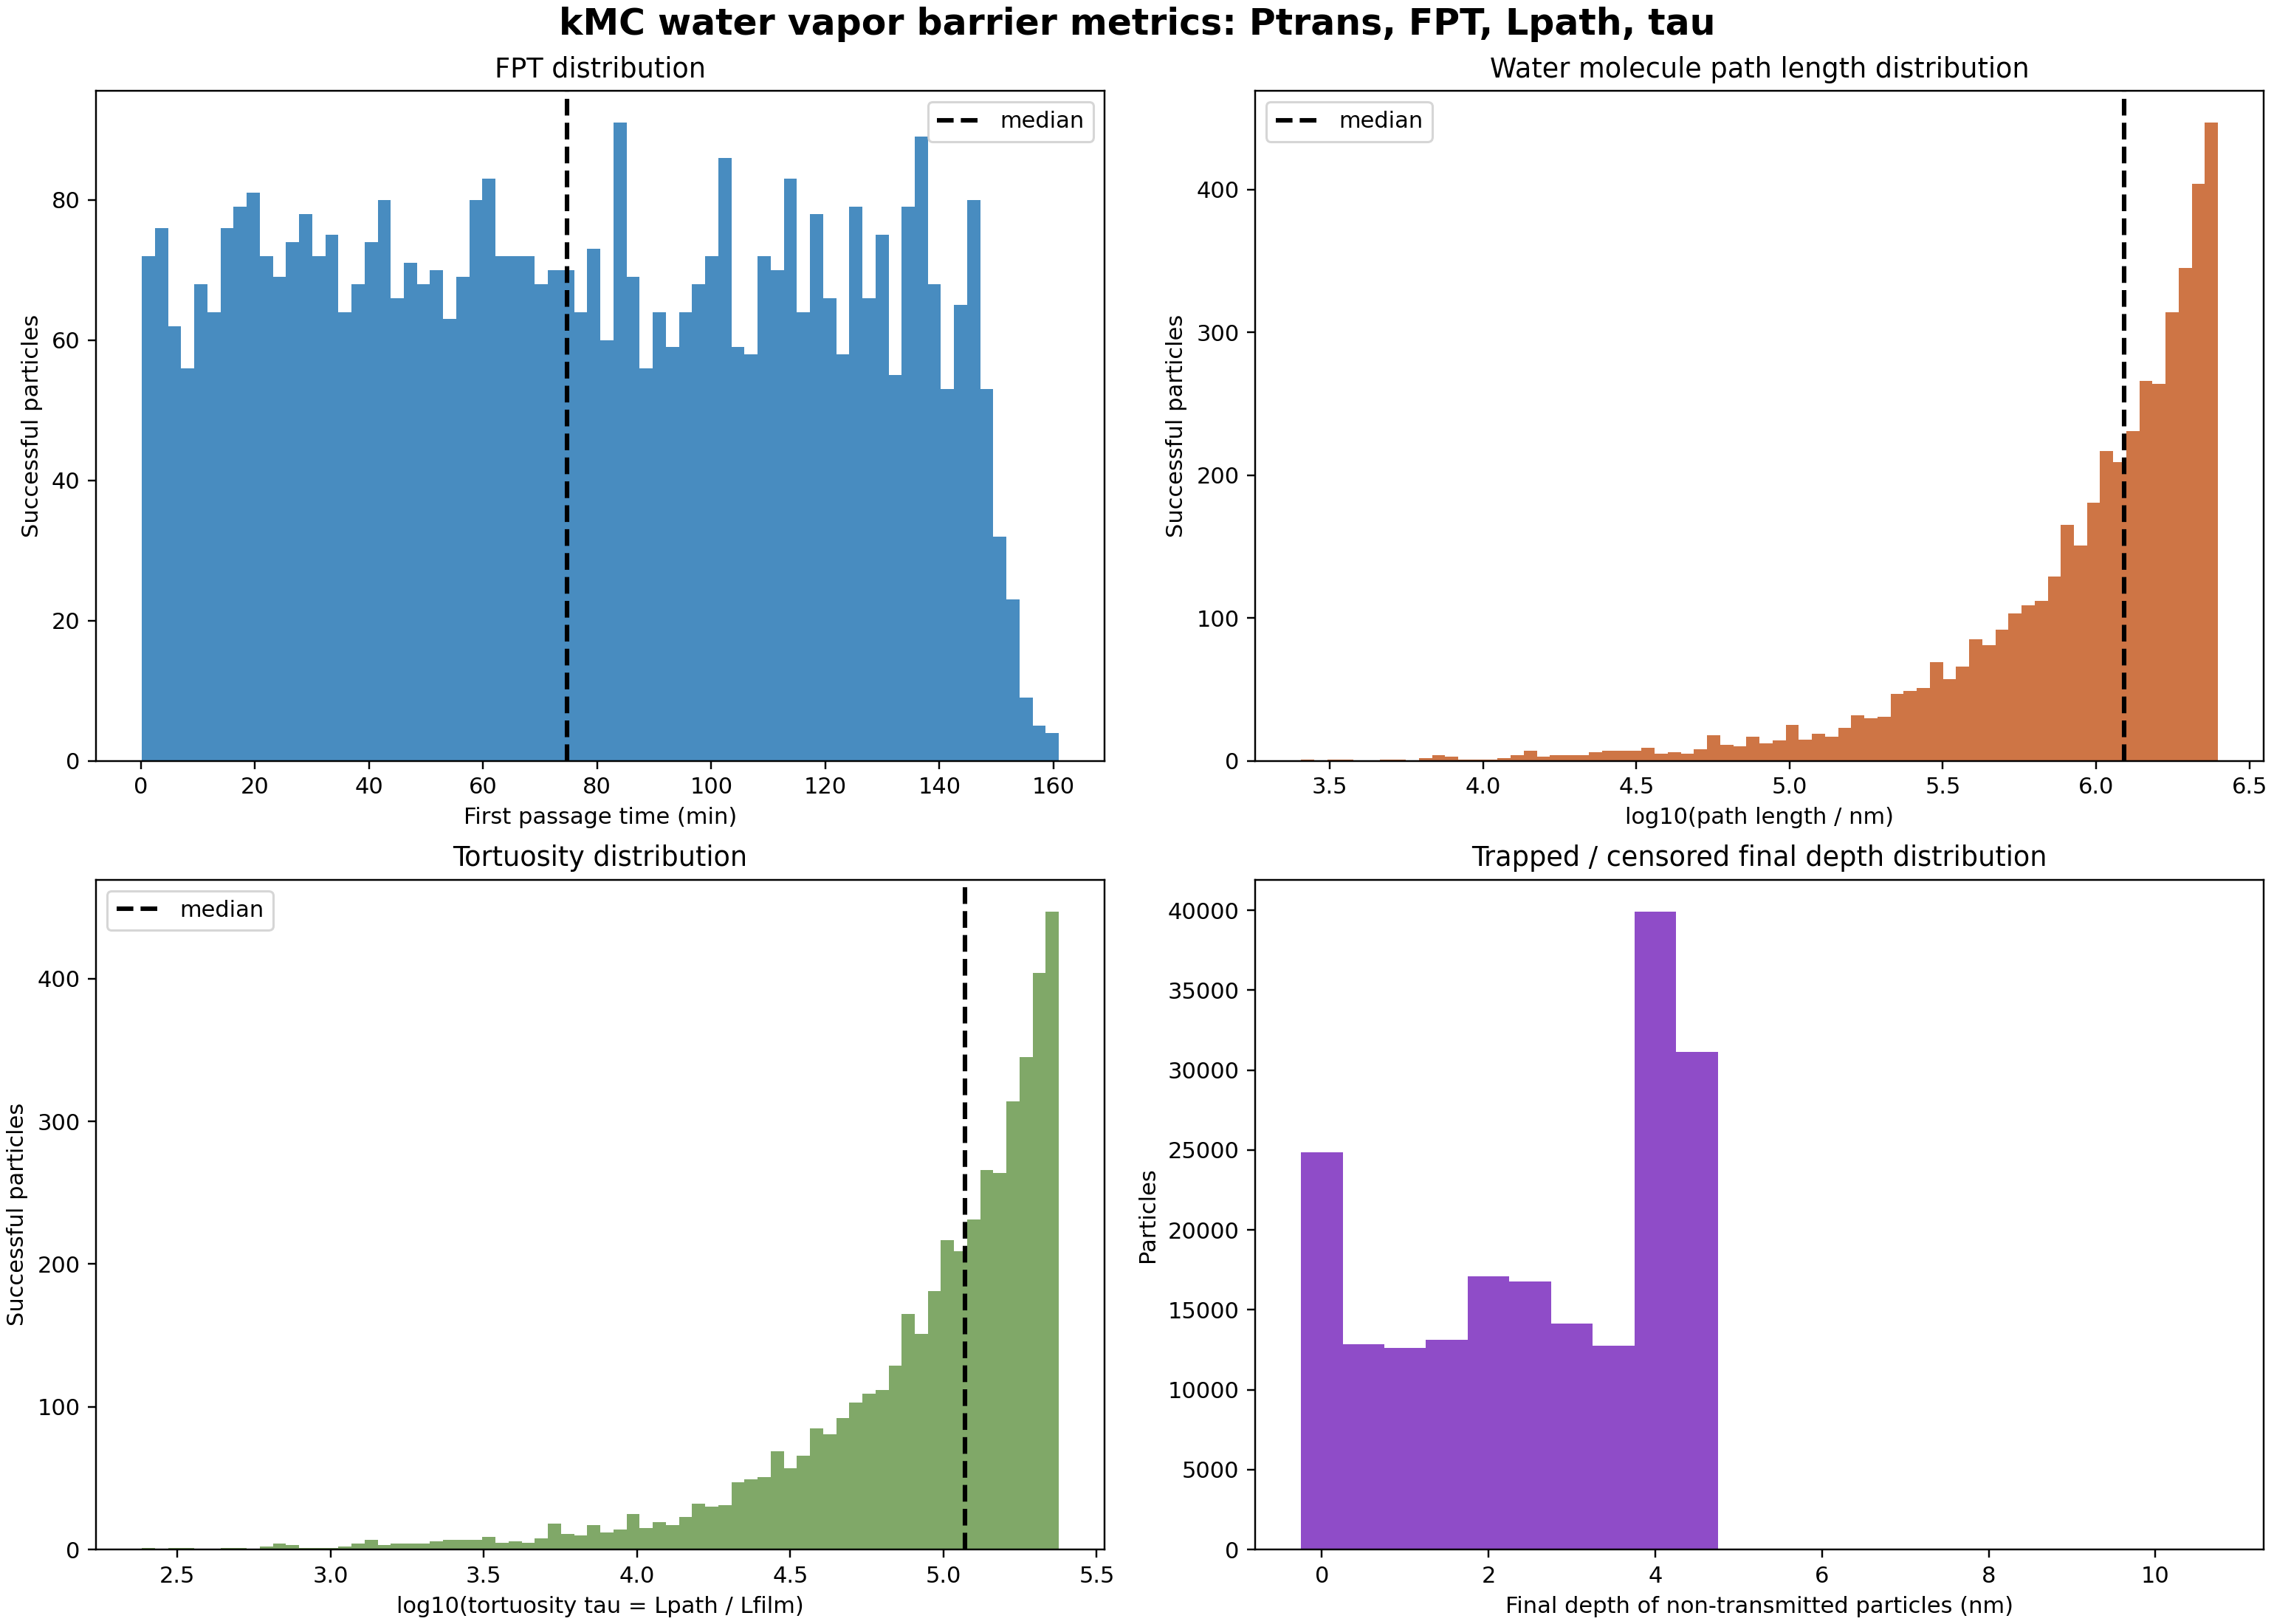 kMC water vapor barrier metrics: Ptrans, FPT, Lpath, tau
FPT distribution
median
Successful particles
0
20
40
60
80
0 20 40 60 80 100 120 140 160
First passage time (min)
Water molecule path length distribution
median
Successful particles
0
100
200
300
400
3.5 4.0 4.5 5.0 5.5 6.0 6.5
log10(path length / nm)
Tortuosity distribution
median
Successful particles
0
100
200
300
400
2.5 3.0 3.5 4.0 4.5 5.0 5.5
log10(tortuosity tau = Lpath / Lfilm)
Trapped / censored final depth distribution
Particles
0
5000
10000
15000
20000
25000
30000
35000
40000
0 2 4 6 8 10
Final depth of non-transmitted particles (nm)